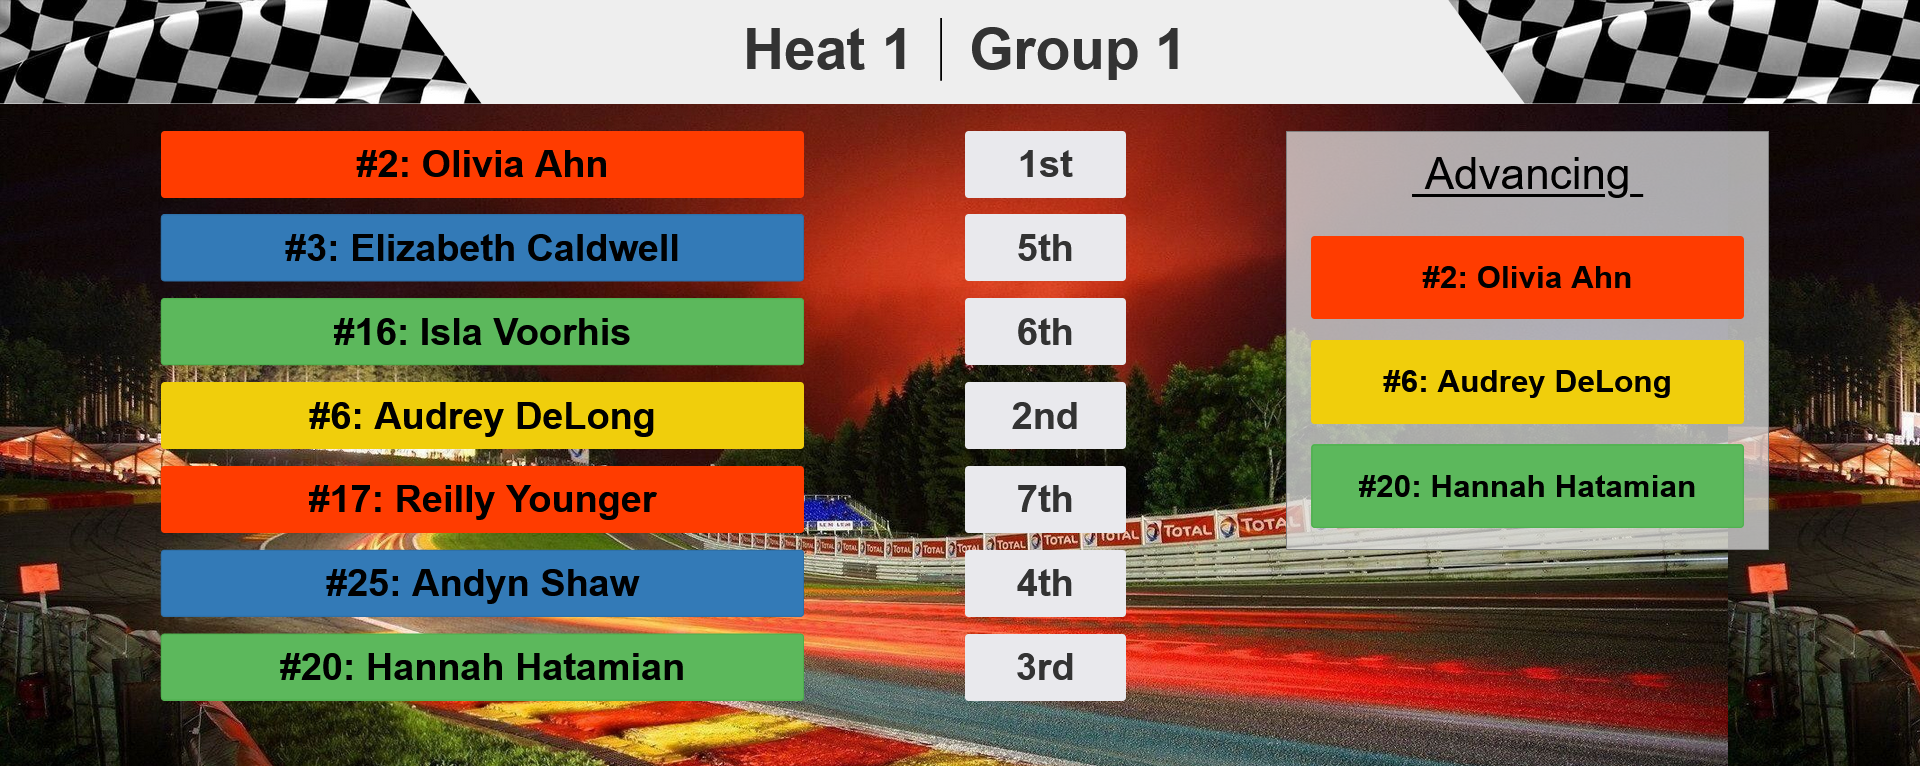 Heat 1 | Group 1
#2: Olivia Ahn 1st
#3: Elizabeth Caldwell 5th
#16: Isla Voorhis 6th
#6: Audrey DeLong 2nd
#17: Reilly Younger 7th
#25: Andyn Shaw 4th
#20: Hannah Hatamian 3rd
Advancing
#2: Olivia Ahn
#6: Audrey DeLong
#20: Hannah Hatamian
TOTAL TOTAL TOTAL TOTAL TOTAL TOTAL TOTAL TOTAL